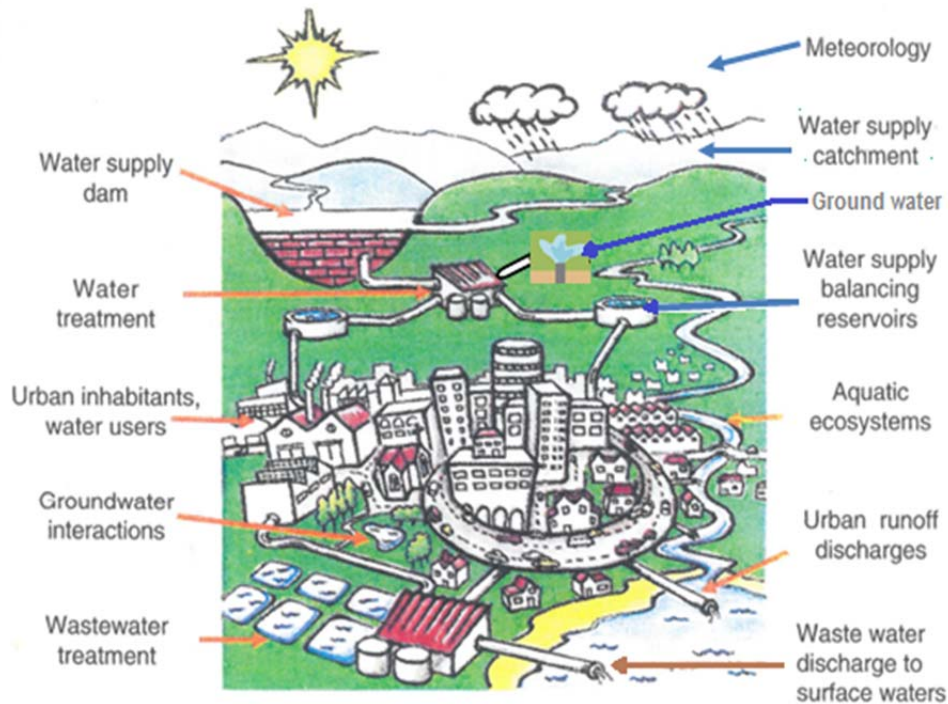 Meteorology
Water supply
catchment
Ground water
Water supply
balancing
reservoirs
Aquatic
ecosystems
Urban runoff
discharges
Waste water
discharge to
surface waters
Water supply
dam
Water
treatment
Urban inhabitants,
water users
Groundwater
interactions
Wastewater
treatment